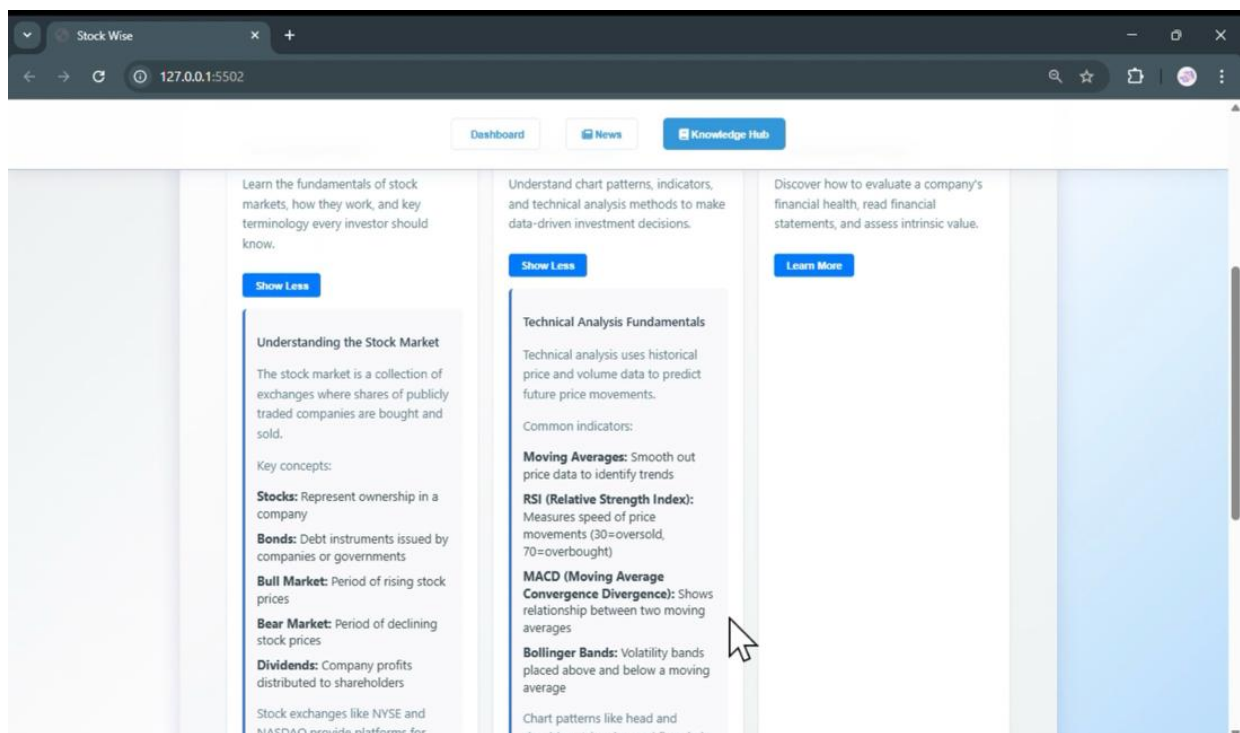 Stock Wise
127.0.0.1:5502
Dashboard
News
Knowledge Hub
Learn the fundamentals of stock
markets, how they work, and key
terminology every investor should
know.
Show Less
Understanding the Stock Market
The stock market is a collection of
exchanges where shares of publicly
traded companies are bought and
sold.
Key concepts:
Stocks: Represent ownership in a
company
Bonds: Debt instruments issued by
companies or governments
Bull Market: Period of rising stock
prices
Bear Market: Period of declining
stock prices
Dividends: Company profits
distributed to shareholders
Stock exchanges like NYSE and
NASDAQ provide platforms for
Understand chart patterns, indicators,
and technical analysis methods to make
data-driven investment decisions.
Show Less
Technical Analysis Fundamentals
Technical analysis uses historical
price and volume data to predict
future price movements.
Common indicators:
Moving Averages: Smooth out
price data to identify trends
RSI (Relative Strength Index):
Measures speed of price
movements (30=oversold,
70=overbought)
MACD (Moving Average
Convergence Divergence): Shows
relationship between two moving
averages
Bollinger Bands: Volatility bands
placed above and below a moving
average
Chart patterns like head and
Discover how to evaluate a company's
financial health, read financial
statements, and assess intrinsic value.
Learn More